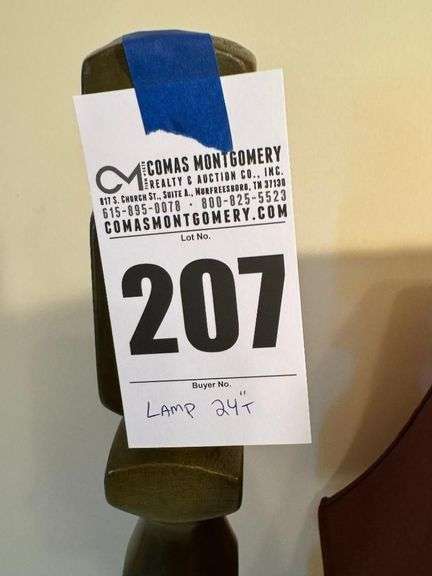 CM COMAS MONTGOMERY
REALTY & AUCTION CO., INC.
817 S. CHURCH ST., SUITE A., MURFREESBORO, TN 37130
615-895-0078 · 800-825-5523
COMASMONTGOMERY.COM
Lot No.
207
Buyer No.
LAMP 24"T